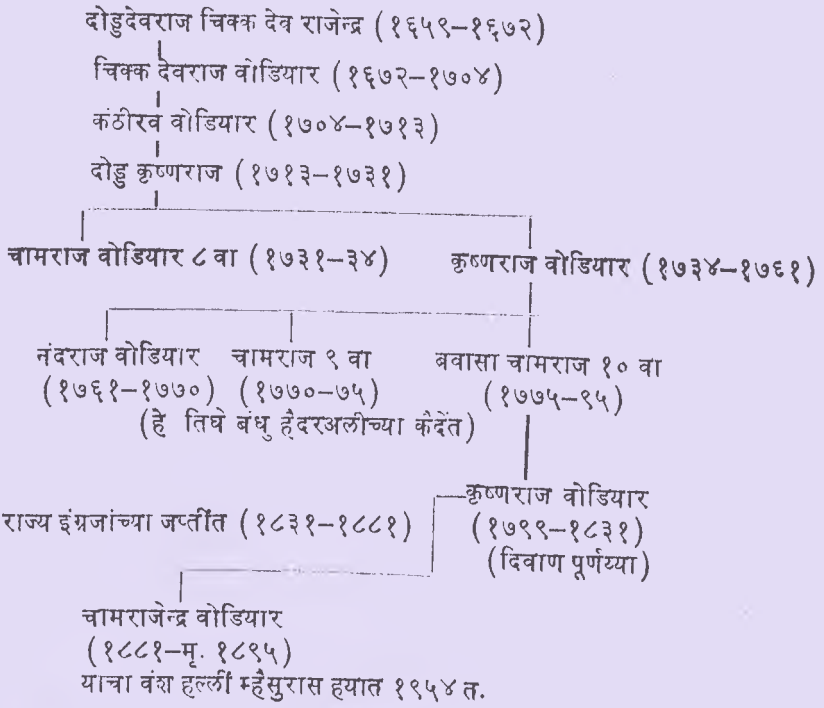 दोड्डदेवराज चिक्क देव राजेन्द्र (१६५९–१६७२)
चिक्क देवराज वोडियार (१६७२–१७०४)
कंठीरव वोडियार (१७०४–१७१३)
दोड्ड कृष्णराज (१७१३–१७३१)
चामराज वोडियार ८ वा (१७३१–३४) कृष्णराज वोडियार (१७३४–१७६१)
नंदराज वोडियार चामराज ९ वा बवासा चामराज १० वा
(१७६१–१७७०) (१७७०–७५) (१७७५–९५)
(हे तिघे बंधु हैदरअलीच्या कैदेंत)
कृष्णराज वोडियार
राज्य इंग्रजांच्या जप्तींत (१८३१–१८८१) (१७९९–१८३१)
(दिवाण पूर्णय्या)
चामराजेन्द्र वोडियार
(१८८१–मृ. १८९५)
याचा वंश हल्लीं म्हैसुरास हयात १९५४ त.